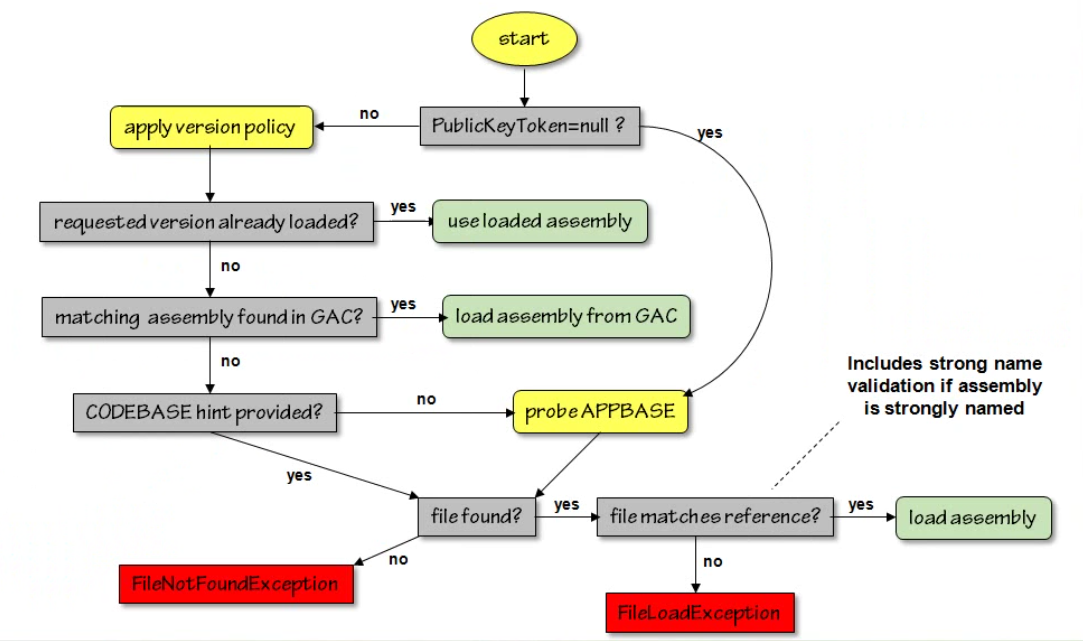 start
no
apply version policy
PublicKeyToken=null ?
yes
requested version already loaded?
yes
use loaded assembly
no
matching assembly found in GAC?
yes
load assembly from GAC
no
Includes strong name
validation if assembly
is strongly named
CODEBASE hint provided?
no
probe APPBASE
yes
file found?
yes
file matches reference?
yes
load assembly
no
FileNotFoundException
no
FileLoadException